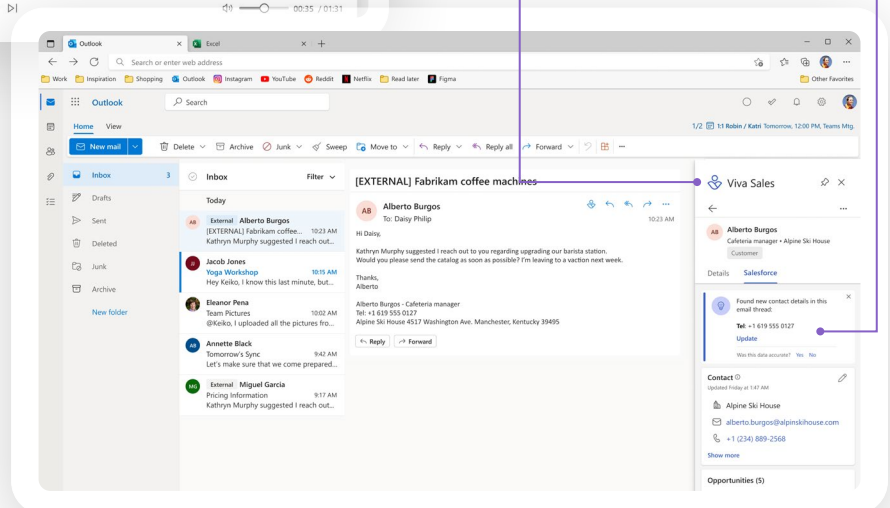 00:35 / 01:31
Outlook
Excel
Search or enter web address
Work
Inspiration
Shopping
Outlook
Instagram
YouTube
Reddit
Netflix
Read later
Figma
Other Favorites
Outlook
Search
Home
View
1/2
1:1 Robin / Katri Tomorrow, 12:00 PM, Teams Mtg.
New mail
Delete
Archive
Junk
Sweep
Move to
Reply
Reply all
Forward
Inbox
3
Drafts
Sent
Deleted
Junk
Archive
New folder
Inbox
Filter
Today
AB
External Alberto Burgos
[EXTERNAL] Fabrikam coffee... 10:23 AM
Kathryn Murphy suggested I reach out...
JJ
Jacob Jones
Yoga Workshop 10:15 AM
Hey Keiko, I know this last minute, but...
Eleanor Pena
Team Pictures 10:02 AM
@Keiko, I uploaded all the pictures fro...
AB
Annette Black
Tomorrow's Sync 9:42 AM
Let's make sure that we come prepared...
MG
External Miguel Garcia
Pricing Information 9:17 AM
Kathryn Murphy suggested I reach out...
[EXTERNAL] Fabrikam coffee machines
AB
Alberto Burgos
To: Daisy Philip
10:23 AM
Hi Daisy,
Kathryn Murphy suggested I reach out to you regarding upgrading our barista station.
Would you please send the catalog as soon as possible? I'm leaving to a vaction next week.
Thanks,
Alberto
Alberto Burgos - Cafeteria manager
Tel: +1 619 555 0127
Alpine Ski House 4517 Washington Ave. Manchester, Kentucky 39495
Reply
Forward
Viva Sales
AB
Alberto Burgos
Cafeteria manager • Alpine Ski House
Customer
Details
Salesforce
Found new contact details in this
email thread:
Tel: +1 619 555 0127
Update
Was this data accurate? Yes No
Contact
Updated Friday at 1:47 AM
Alpine Ski House
alberto.burgos@alpinskihouse.com
+1 (234) 889-2568
Show more
Opportunities (5)